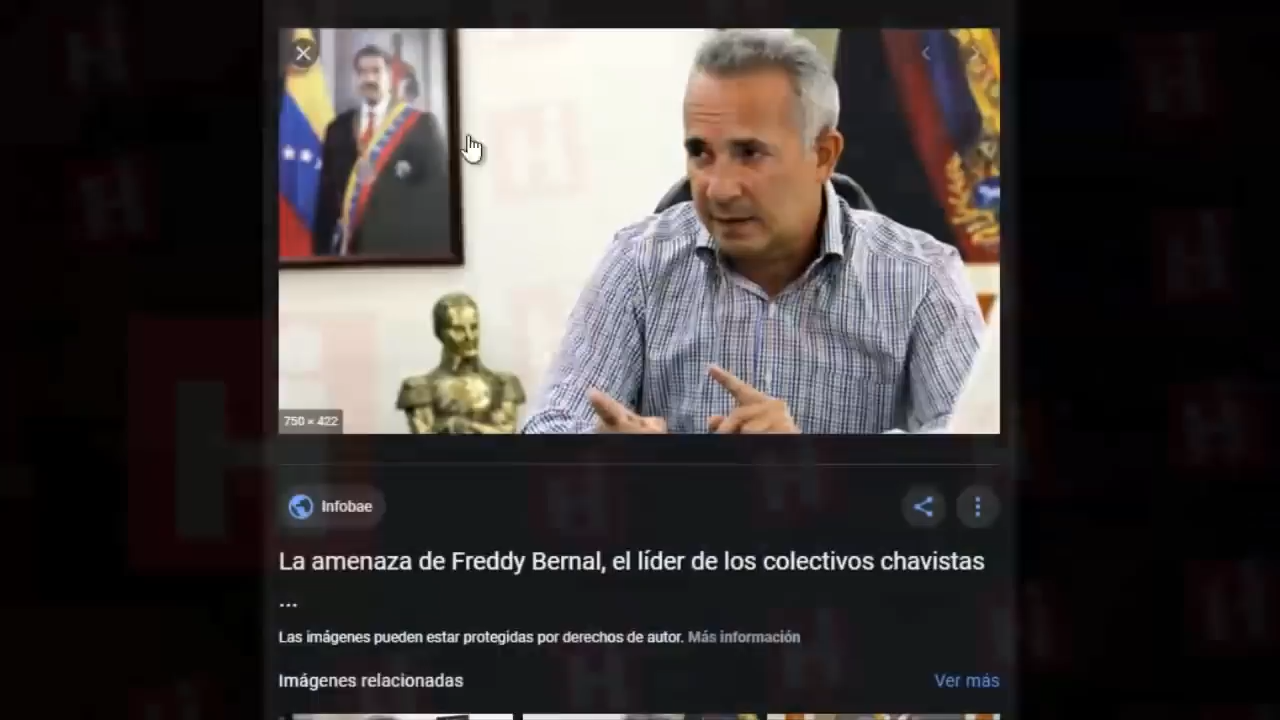 750 × 422
Infobae
La amenaza de Freddy Bernal, el líder de los colectivos chavistas
...
Las imágenes pueden estar protegidas por derechos de autor. Más información
Imágenes relacionadas
Ver más